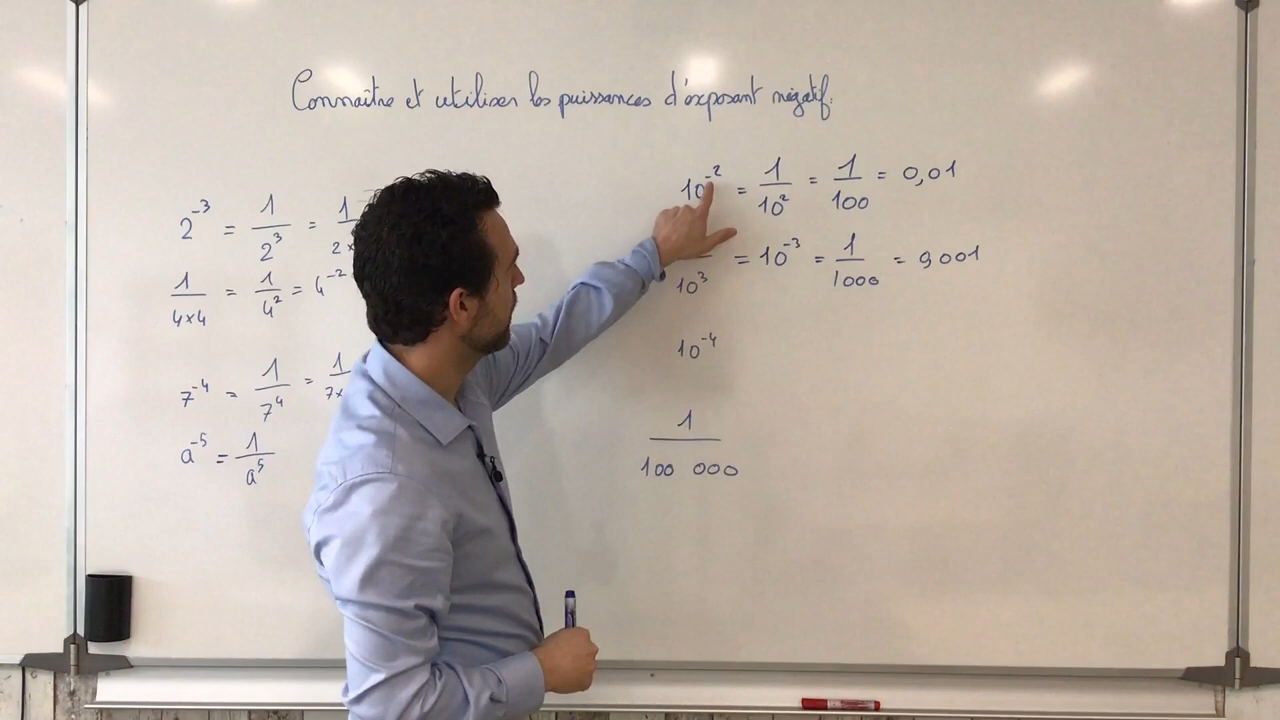 Connaître et utiliser les puissances d'exposant négatif.
2⁻³ = 1/2³ = 1/2×
1/4×4 = 1/4² = 4⁻²
7⁻⁴ = 1/7⁴ = 1/7×
a⁻⁵ = 1/a⁵
10⁻² = 1/10² = 1/100 = 0,01
10³ = 10⁻³ = 1/1000 = 0,001
10⁻⁴
1/100 000